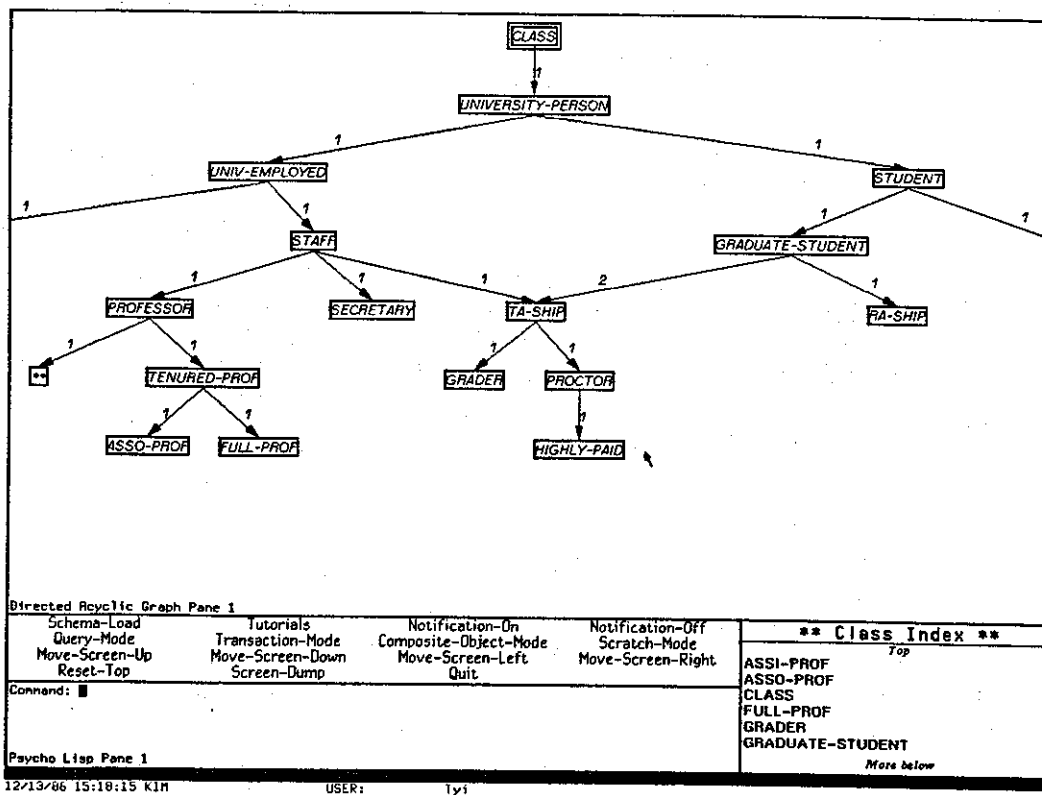 CLASS
1
UNIVERSITY-PERSON
1 1
UNIV-EMPLOYED STUDENT
1 1 1 1
STAFF GRADUATE-STUDENT
1 1 2 1
PROFESSOR SECRETARY TA-SHIP RA-SHIP
1 1 1 1
** TENURED-PROF GRADER PROCTOR
1 1 1
ASSO-PROF FULL-PROF HIGHLY-PAID
Directed Acyclic Graph Pane 1
Schema-Load Tutorials Notification-On Notification-Off
Query-Mode Transaction-Mode Composite-Object-Mode Scratch-Mode
Move-Screen-Up Move-Screen-Down Move-Screen-Left Move-Screen-Right
Reset-Top Screen-Dump Quit
Command:
Psycho Lisp Pane 1
** Class Index **
Top
ASSI-PROF
ASSO-PROF
CLASS
FULL-PROF
GRADER
GRADUATE-STUDENT
More below
12/13/86 15:18:15 KIM USER: Tyi